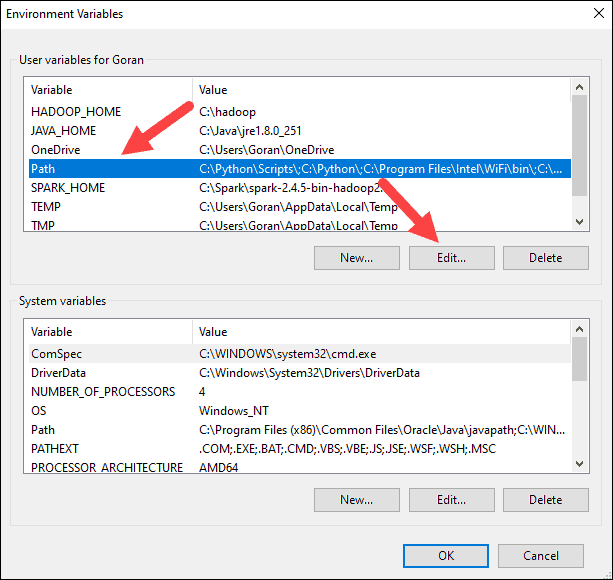 Environment Variables
User variables for Goran
Variable Value
HADOOP_HOME C:\hadoop
JAVA_HOME C:\Java\jre1.8.0_251
OneDrive C:\Users\Goran\OneDrive
Path C:\Python\Scripts\;C:\Python\;C:\Program Files\Intel\WiFi\bin\;C:\...
SPARK_HOME C:\Spark\spark-2.4.5-bin-hadoop2.
TEMP C:\Users\Goran\AppData\Local\Temp
TMP C:\Users\Goran\AppData\Local\Temp
New... Edit... Delete
System variables
Variable Value
ComSpec C:\WINDOWS\system32\cmd.exe
DriverData C:\Windows\System32\Drivers\DriverData
NUMBER_OF_PROCESSORS 4
OS Windows_NT
Path C:\Program Files (x86)\Common Files\Oracle\Java\javapath;C:\WIN...
PATHEXT .COM;.EXE;.BAT;.CMD;.VBS;.VBE;.JS;.JSE;.WSF;.WSH;.MSC
PROCESSOR_ARCHITECTURE AMD64
New... Edit... Delete
OK Cancel